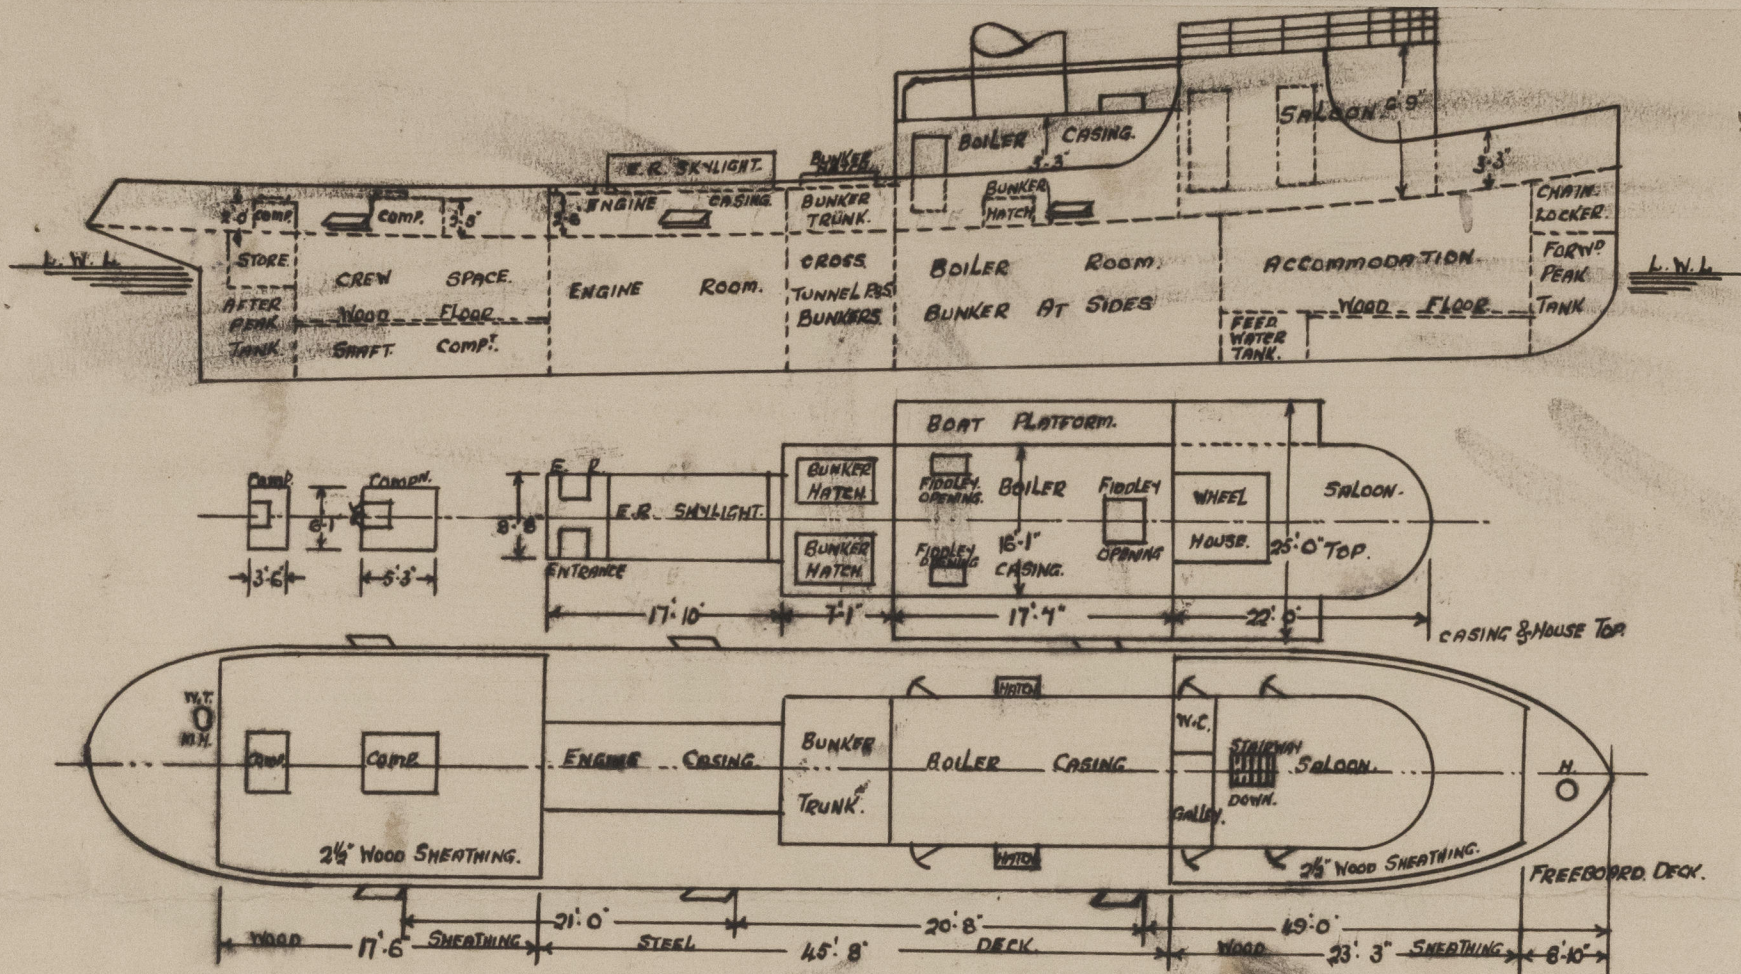 SALOON 6'-9"
BOILER CASING.
3'-3"
3'-3"
E.R. SKYLIGHT.
BUNKER
BUNKER
HATCH
CHAIN
LOCKER.
2'-0" COMP. COMP. 2'-8"
ENGINE CASING.
BUNKER
TRUNK.
L.W.L.
STORE.
AFTER
PEAK
TANK.
CREW SPACE.
WOOD FLOOR
SHAFT COMPT.
ENGINE ROOM.
CROSS
TUNNEL P&S
BUNKERS
BOILER ROOM.
BUNKER AT SIDES
ACCOMMODATION.
WOOD FLOOR
FEED
WATER
TANK.
FORWD
PEAK
TANK
L.W.L
BOAT PLATFORM.
COMP.
COMPN.
6'-1"
3'-6"
5'-3"
E. R.
8'-8"
E.R. SKYLIGHT.
ENTRANCE
BUNKER
HATCH.
BUNKER
HATCH
FIDDLEY
OPENING.
BOILER
FIDDLEY
OPENING
FIDDLEY
OPENING
16'-1"
CASING.
WHEEL
HOUSE.
SALOON.
25'-0" TOP.
17'-10"
7'-1"
17'-4"
22'-0"
CASING & HOUSE TOP.
W.T.
M.H.
COMP.
COMP.
ENGINE CASING.
BUNKER
TRUNK.
HATCH
BOILER CASING
HATCH
W.C.
GALLEY.
STAIRWAY
DOWN.
SALOON.
H.
2½" WOOD SHEATHING.
2½" WOOD SHEATHING.
FREEBOARD DECK.
21'-0"
20'-8"
49'-0"
WOOD 17'-6" SHEATHING
STEEL 45'-8" DECK.
WOOD 23'-3" SHEATHING
8'-10"